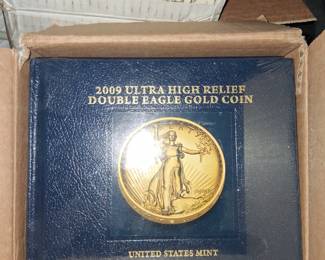 2009 ULTRA HIGH RELIEF
DOUBLE EAGLE GOLD COIN
UNITED STATES MINT